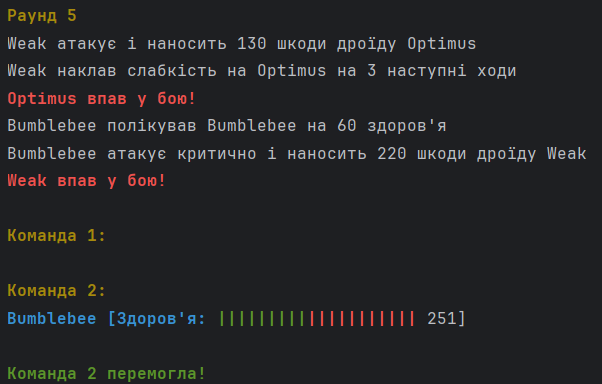 Раунд 5
Weak атакує і наносить 130 шкоди дроїду Optimus
Weak наклав слабкість на Optimus на 3 наступні ходи
Optimus впав у бою!
Bumblebee полікував Bumblebee на 60 здоров'я
Bumblebee атакує критично і наносить 220 шкоди дроїду Weak
Weak впав у бою!
Команда 1:
Команда 2:
Bumblebee [Здоров'я: |||||||||||||||||||| 251]
Команда 2 перемогла!